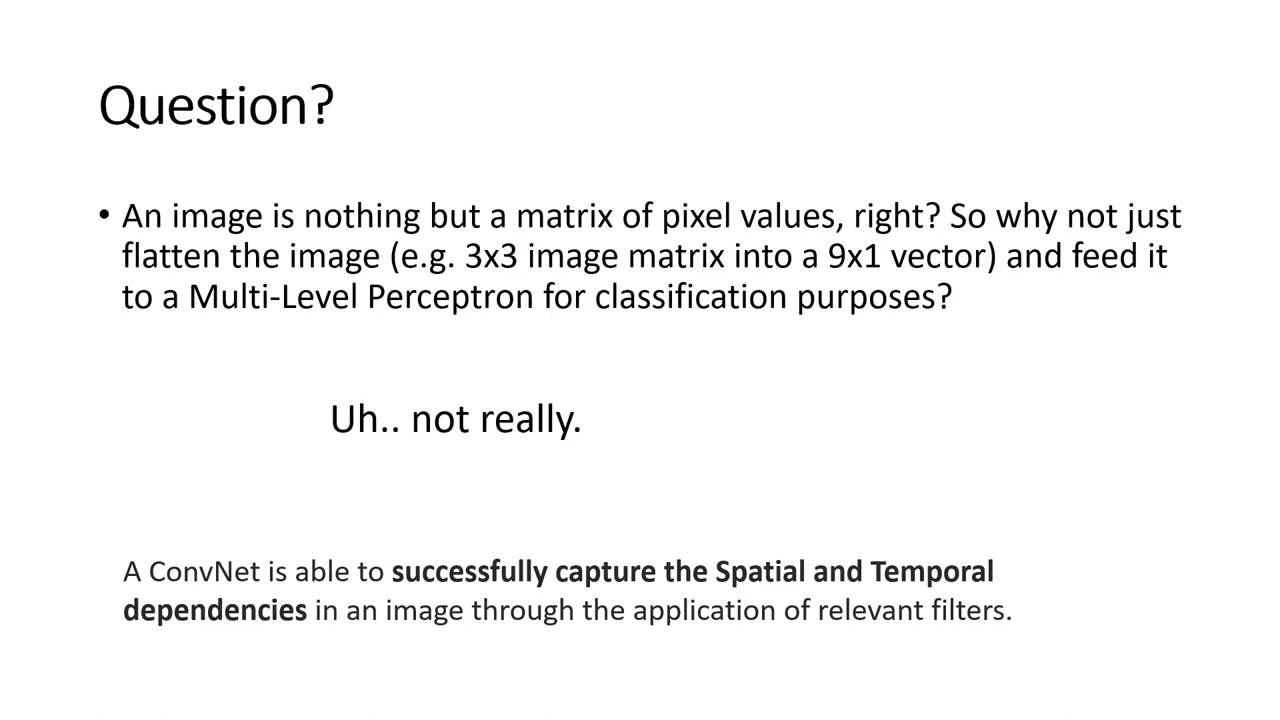 Question?
• An image is nothing but a matrix of pixel values, right? So why not just
flatten the image (e.g. 3x3 image matrix into a 9x1 vector) and feed it
to a Multi-Level Perceptron for classification purposes?
Uh.. not really.
A ConvNet is able to successfully capture the Spatial and Temporal
dependencies in an image through the application of relevant filters.